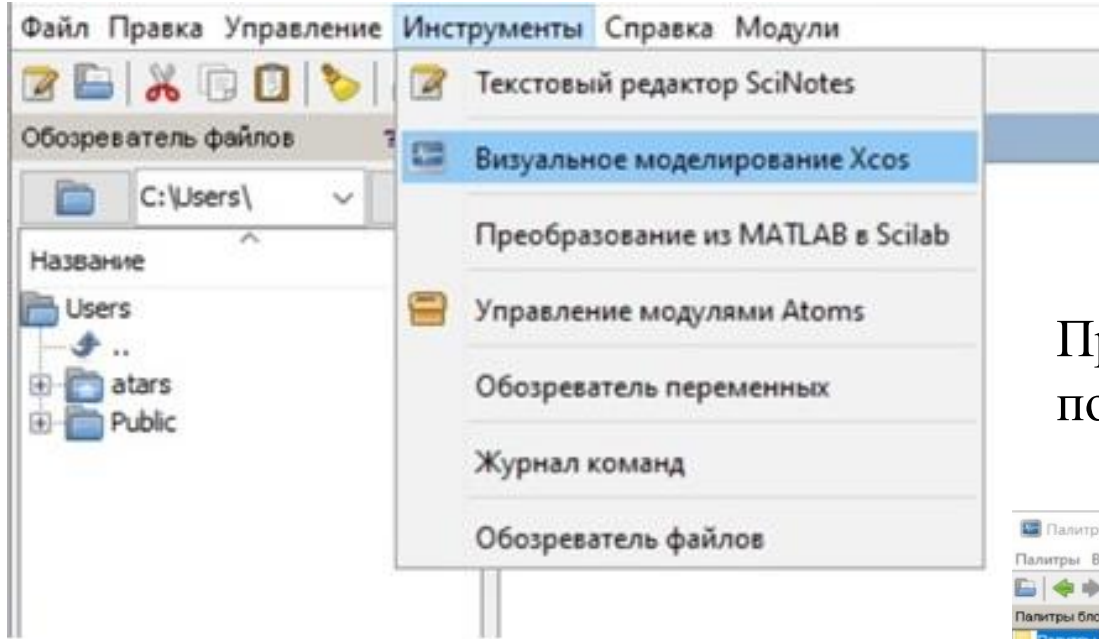 Файл Правка Управление Инструменты Справка Модули
Текстовый редактор SciNotes
Обозреватель файлов
Визуальное моделирование Xcos
C:\Users\
Преобразование из MATLAB в Scilab
Название
Users
Управление модулями Atoms
..
atars
Обозреватель переменных
Public
Журнал команд
Обозреватель файлов
Палитры